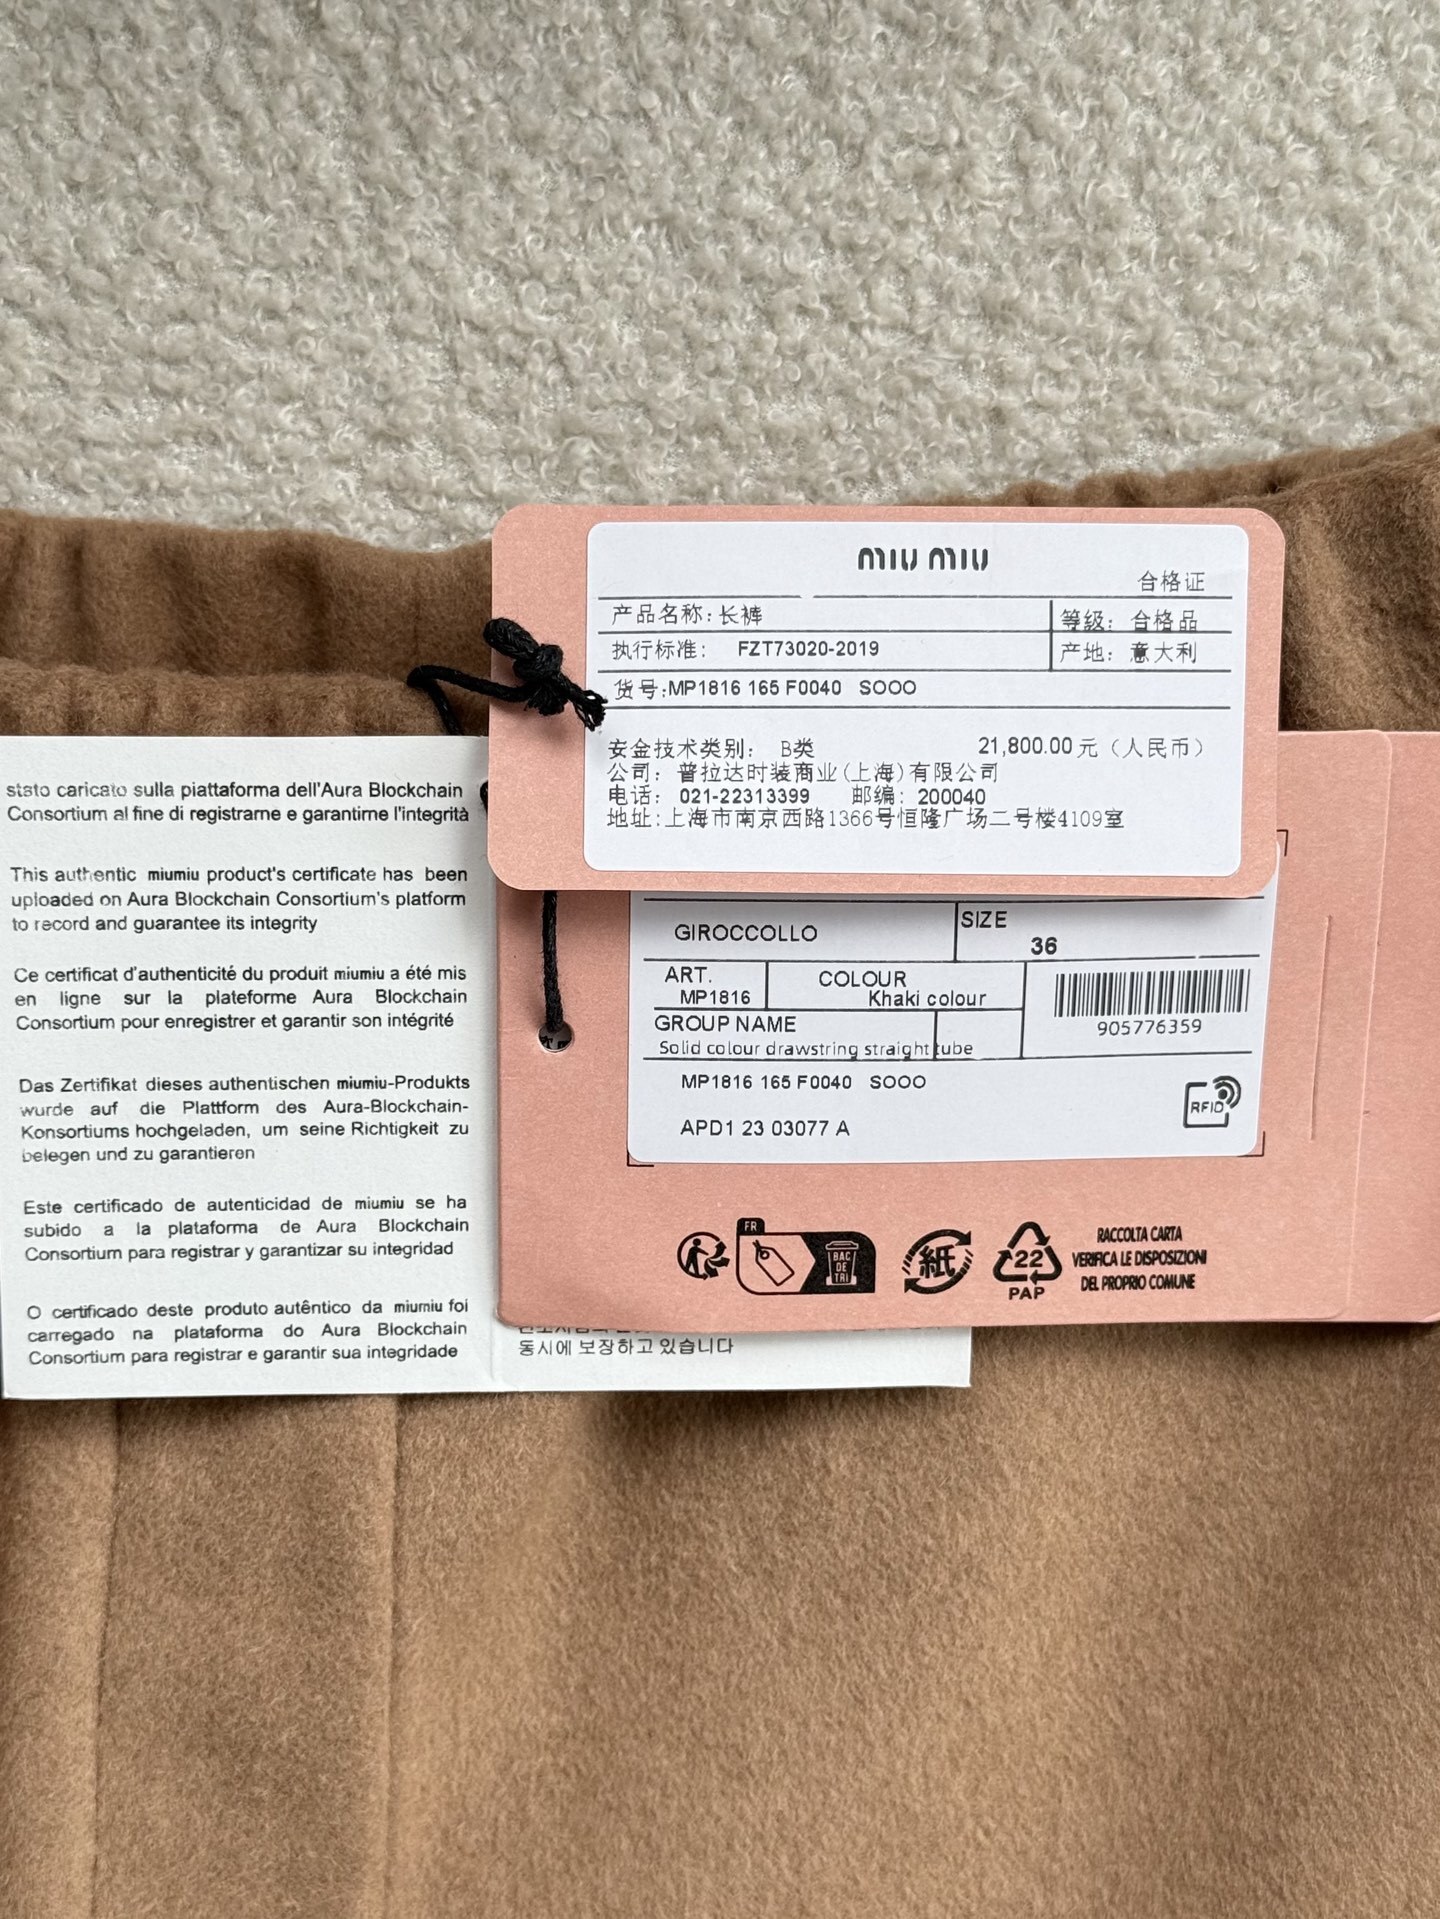 stato caricato sulla piattaforma dell'Aura Blockchain
Consortium al fine di registrarne e garantirne l'integrità
This authentic miumiu product's certificate has been
uploaded on Aura Blockchain Consortium's platform
to record and guarantee its integrity
Ce certificat d'authenticité du produit miumiu a été mis
en ligne sur la plateforme Aura Blockchain
Consortium pour enregistrer et garantir son intégrité
Das Zertifikat dieses authentischen miumiu-Produkts
wurde auf die Plattform des Aura-Blockchain-
Konsortiums hochgeladen, um seine Richtigkeit zu
belegen und zu garantieren
Este certificado de autenticidad de miumiu se ha
subido a la plataforma de Aura Blockchain
Consortium para registrar y garantizar su integridad
O certificado deste produto autêntico da miumiu foi
carregado na plataforma do Aura Blockchain
Consortium para registrar e garantir sua integridade
동시에 보장하고 있습니다
miu miu
合格证
产品名称:长裤
等级: 合格品
执行标准: FZT73020-2019
产地: 意大利
货号:MP1816 165 F0040 SOOO
安金技术类别: B类 21,800.00元(人民币)
公司: 普拉达时装商业(上海)有限公司
电话: 021-22313399 邮编: 200040
地址:上海市南京西路1366号恒隆广场二号楼4109室
GIROCCOLLO
SIZE
36
ART.
MP1816
COLOUR
Khaki colour
905776359
GROUP NAME
Solid colour drawstring straight tube
MP1816 165 F0040 SOOO
RFID
APD1 23 03077 A
FR
BAC
DE
TRI
紙
22
PAP
RACCOLTA CARTA
VERIFICA LE DISPOSIZIONI
DEL PROPRIO COMUNE